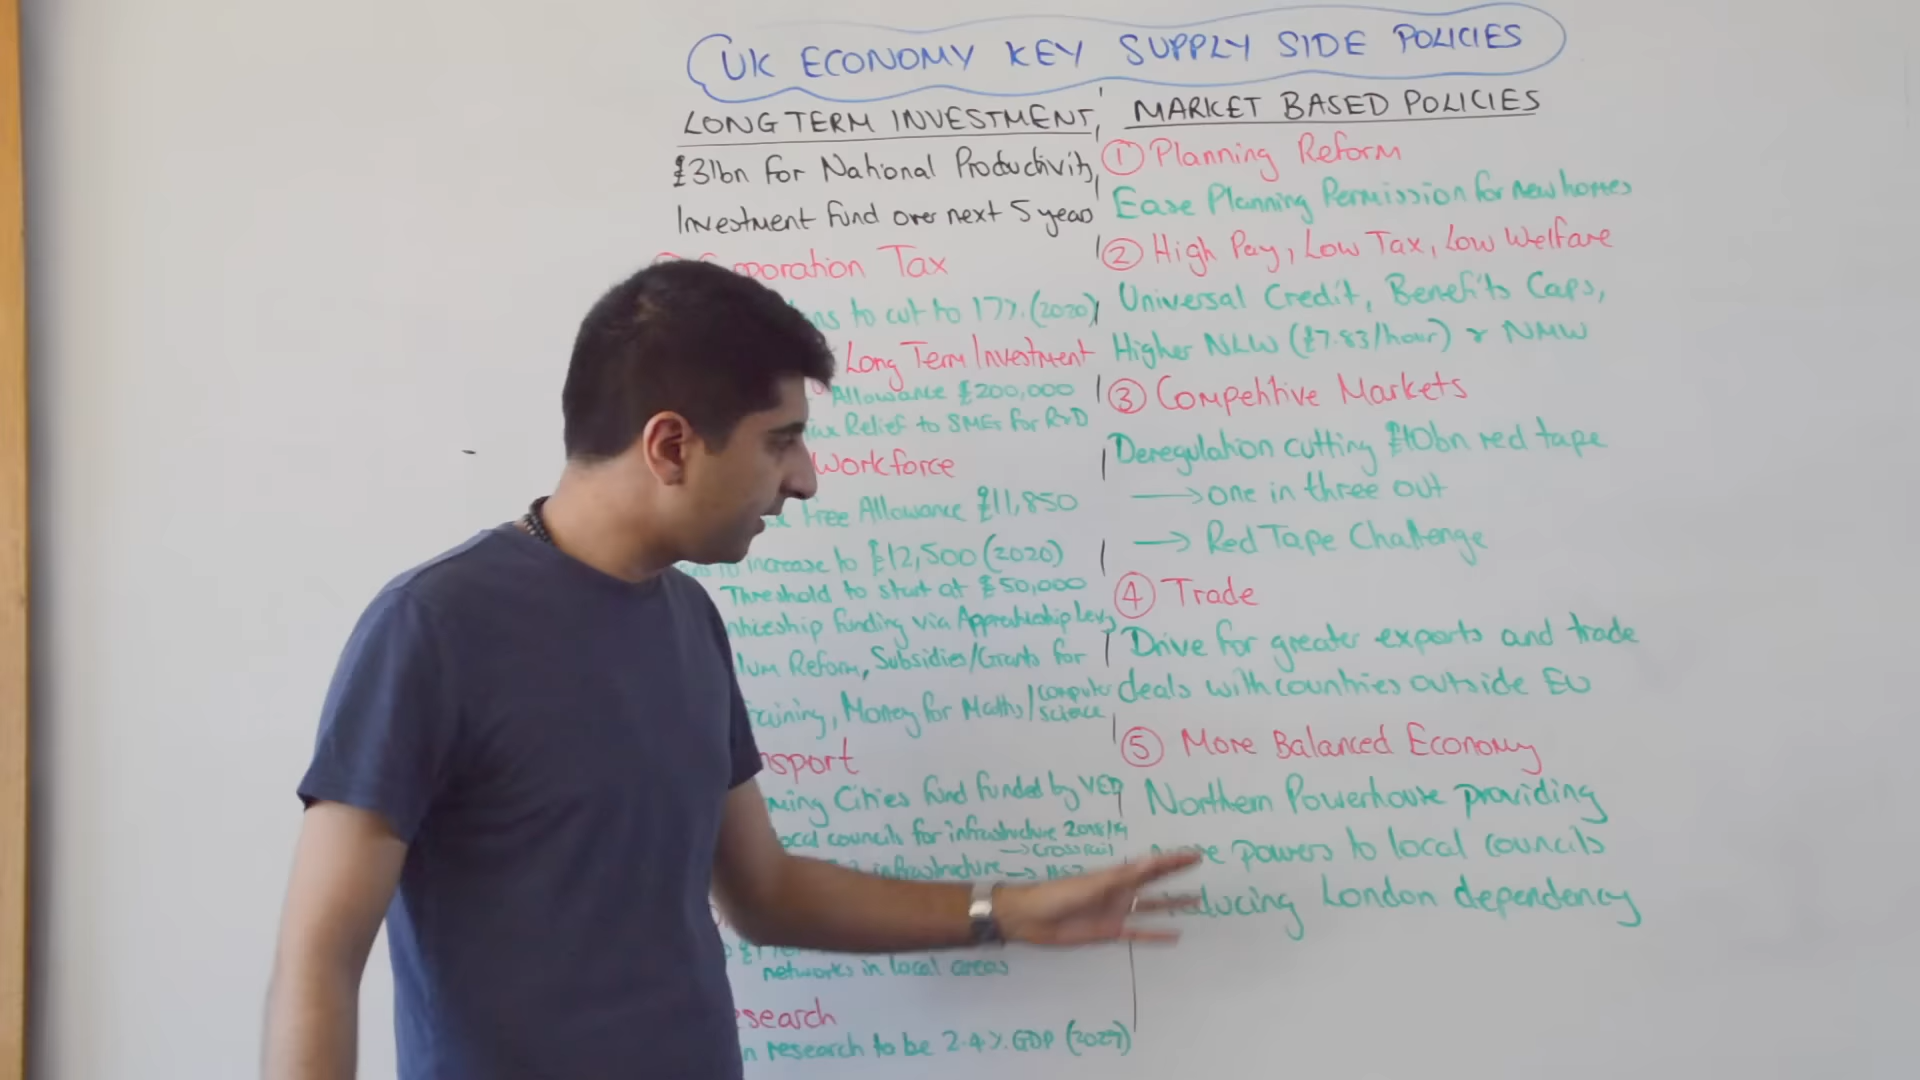 UK ECONOMY KEY SUPPLY SIDE POLICIES
LONG TERM INVESTMENT
£31bn for National Productivity
Investment Fund over next 5 years
Corporation Tax
to cut to 17% (2020)
Long Term Investment
Allowance £200,000
Tax Relief to SMEs for R&D
Workforce
Free Allowance £11,850
increase to £12,500 (2020)
Threshold to start at £50,000
funding via Apprenticeship Levy
Reform, Subsidies/Grants for
Training, Money for Maths/computer science
Cities Fund funded by VED
local councils for infrastructure 2018/19
→ Crossrail
infrastructure → HS2
networks in local areas
research to be 2.4% GDP (2027)
MARKET BASED POLICIES
① Planning Reform
Ease Planning Permission for new homes
② High Pay, Low Tax, Low Welfare
Universal Credit, Benefits Caps,
Higher NLW (£7.83/hour) & NMW
③ Competitive Markets
Deregulation cutting £10bn red tape
→ one in three out
→ Red Tape Challenge
④ Trade
Drive for greater exports and trade
deals with countries outside EU
⑤ More Balanced Economy
Northern Powerhouse providing
powers to local councils
reducing London dependency